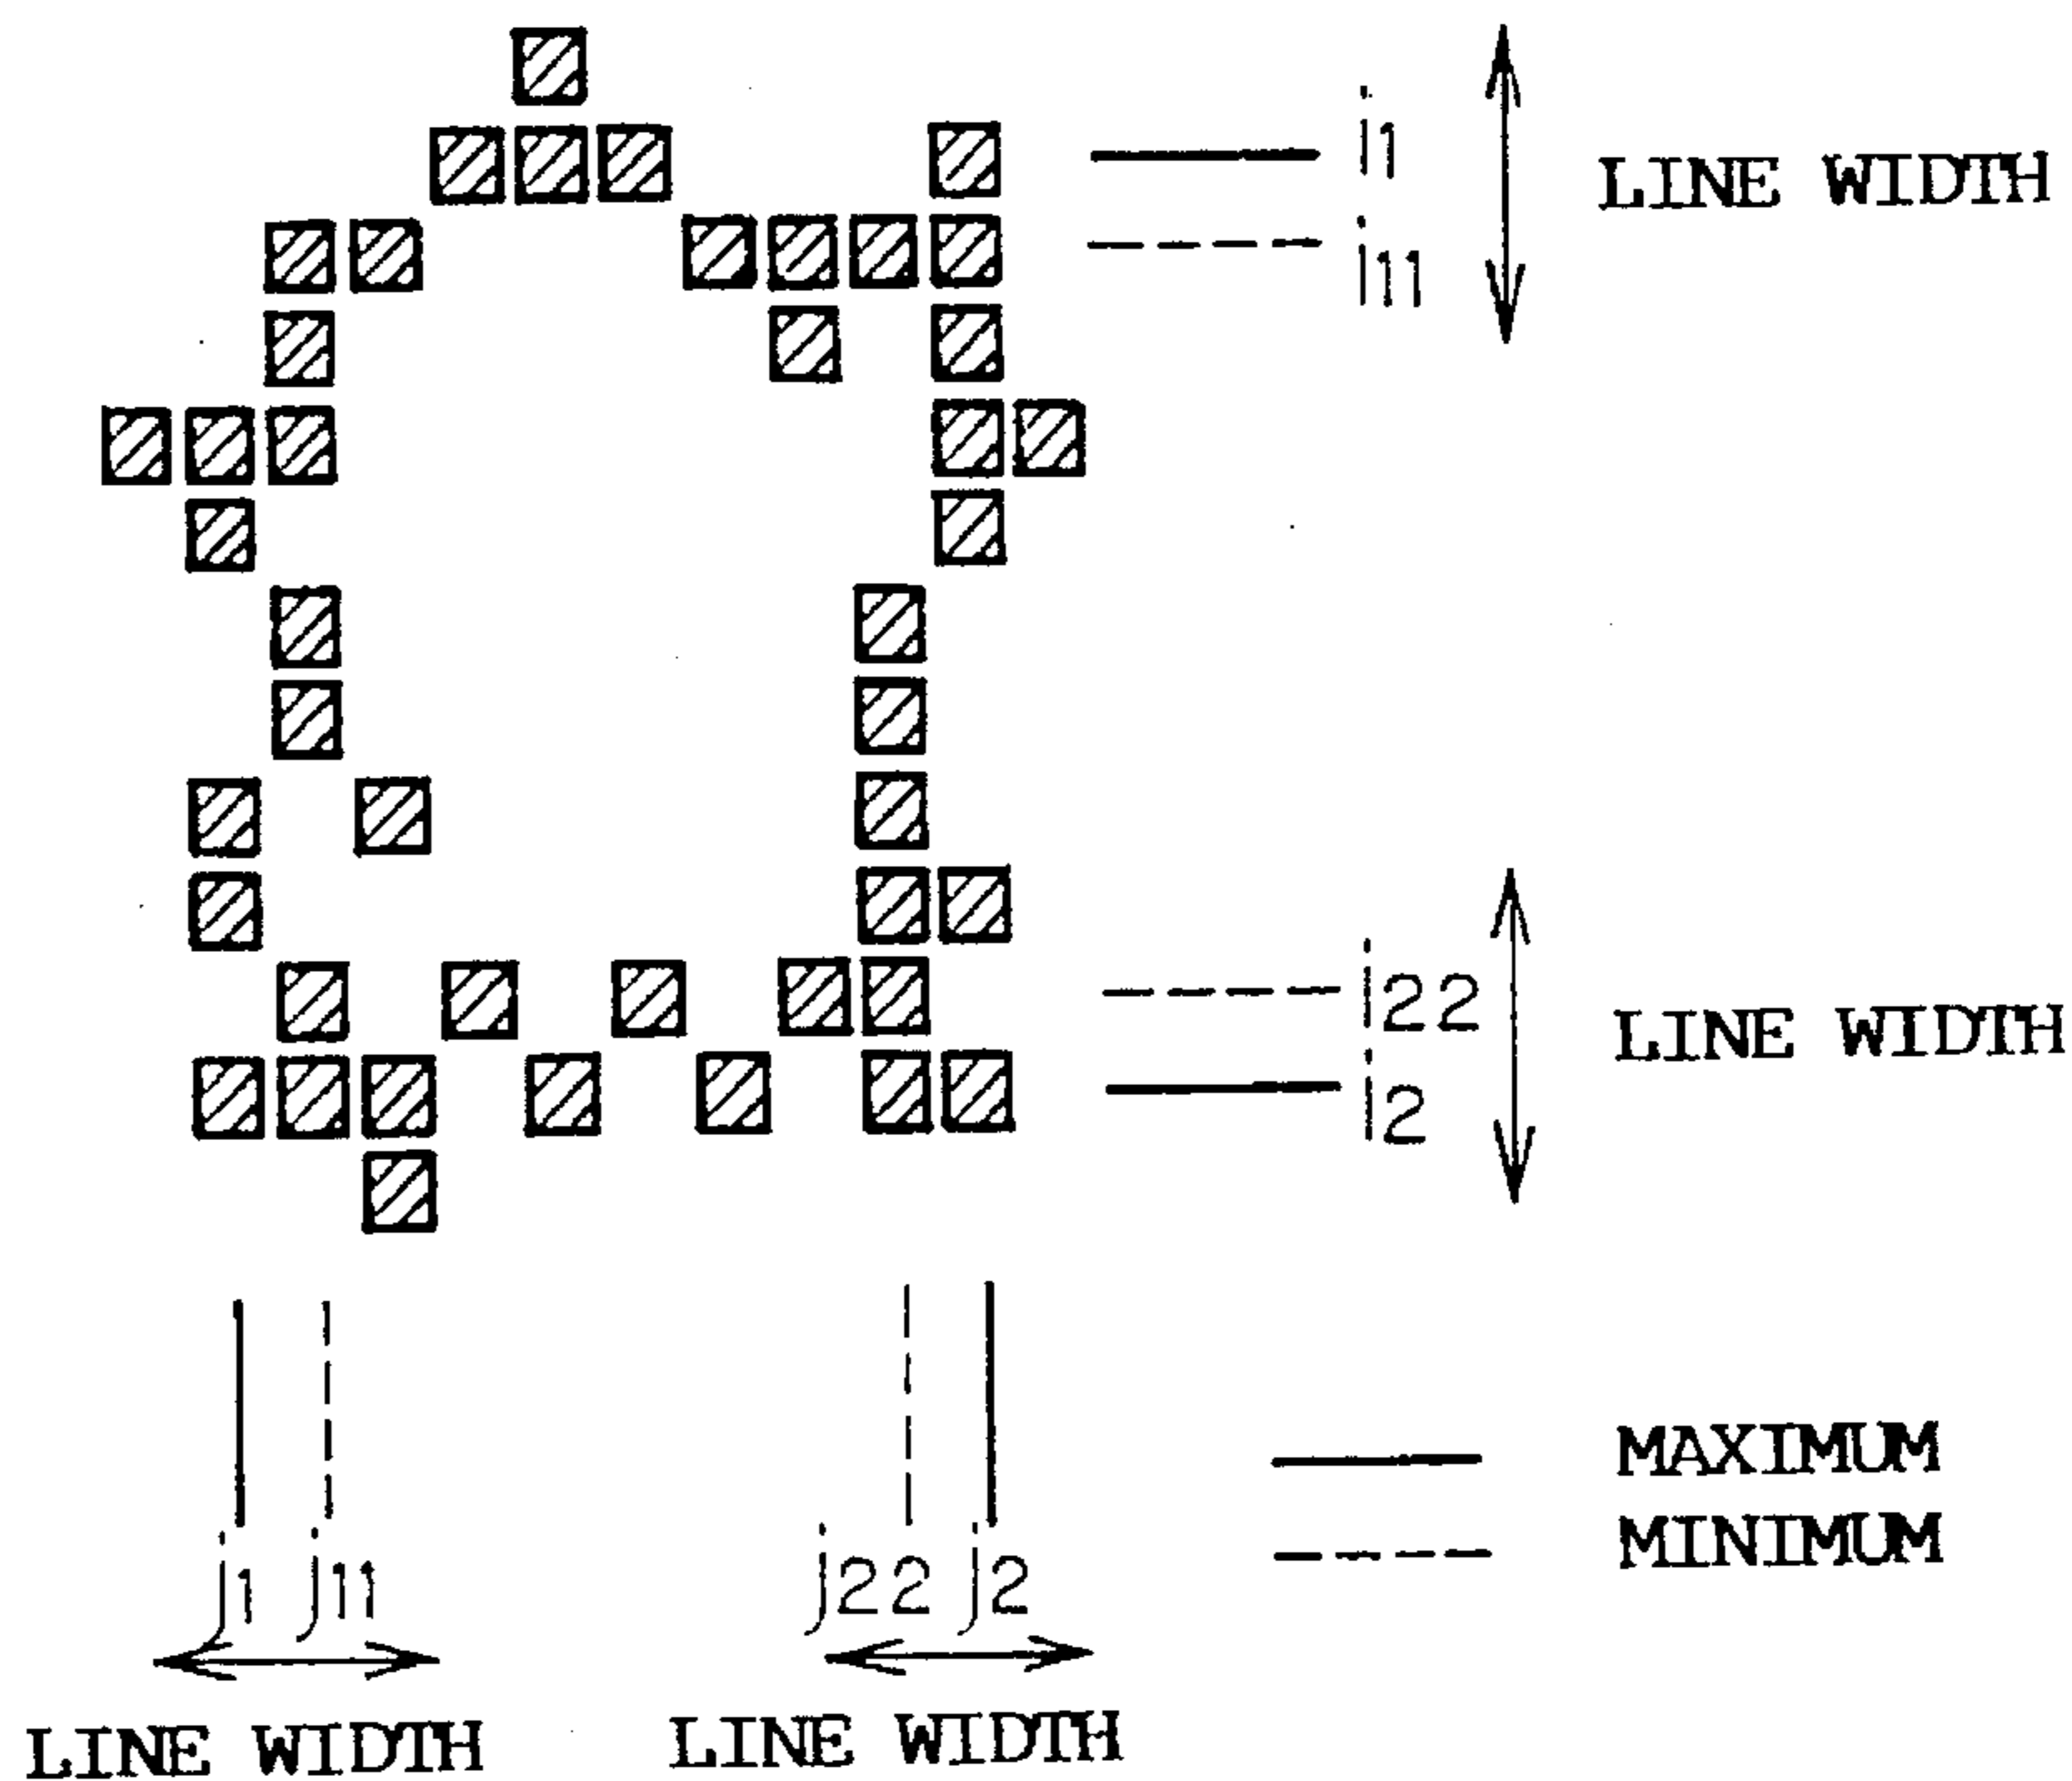 i1
LINE WIDTH
i11
i22
LINE WIDTH
i2
MAXIMUM
MINIMUM
j1 j11 j22 j2
LINE WIDTH LINE WIDTH